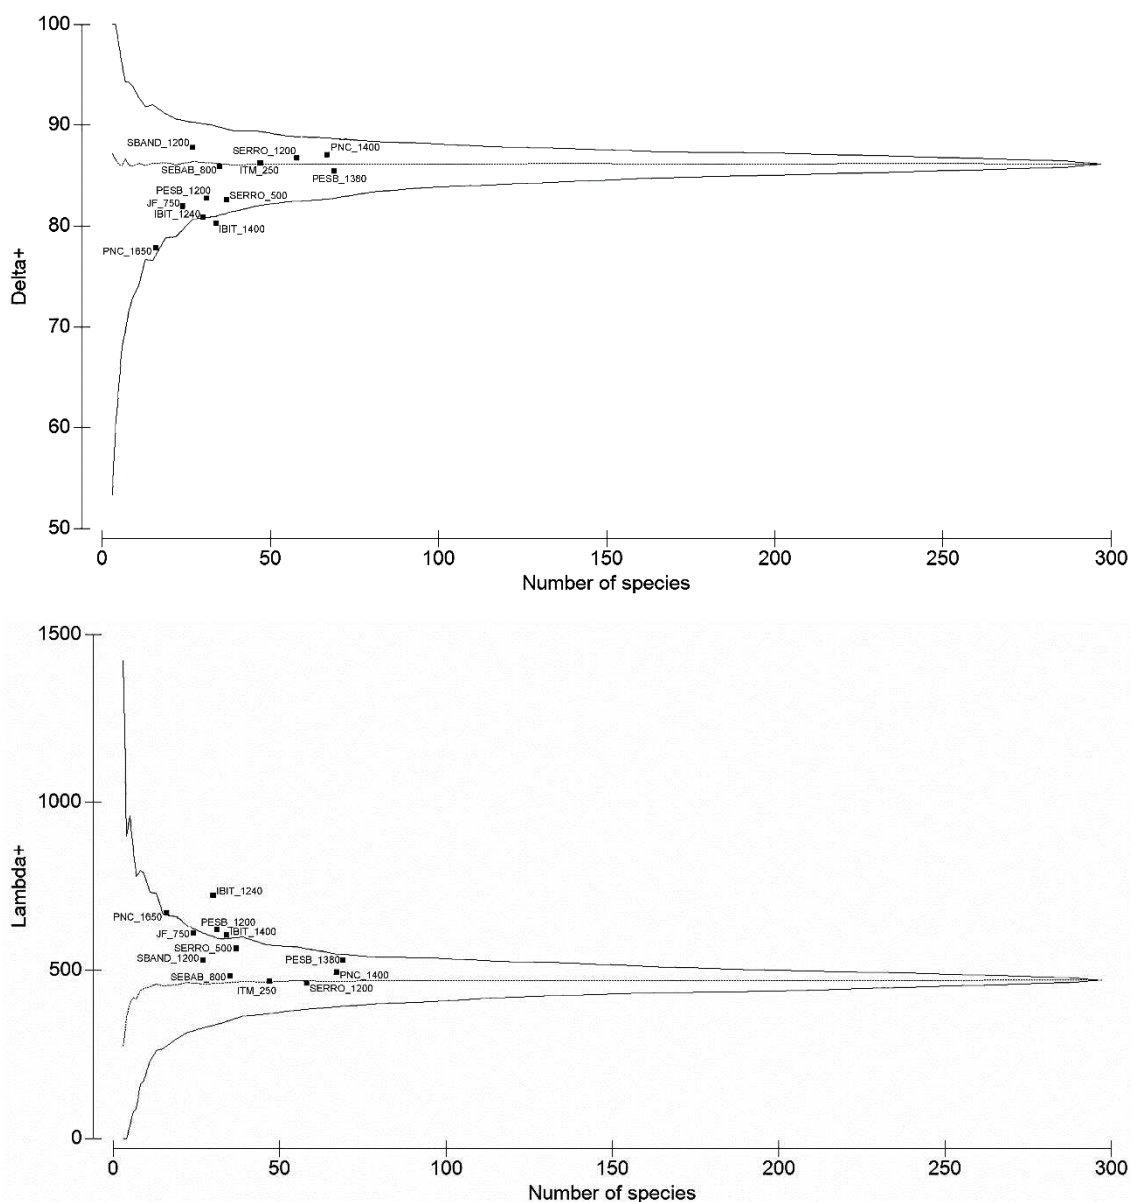 100
90
80
70
60
50
Delta+
SBAND_1200
SERRO_1200
PNC_1400
SEBAB_800
ITM_250
PESB_1380
PESB_1200
SERRO_500
JF_750
IBIT_1240
IBIT_1400
PNC_1650
0
50
100
150
200
250
300
Number of species
1500
1000
500
0
Lambda+
IBIT_1240
PNC_1650
PESB_1200
JF_750
IBIT_1400
SERRO_500
SBAND_1200
PESB_1380
SEBAB_800
PNC_1400
ITM_250
SERRO_1200
0
50
100
150
200
250
300
Number of species